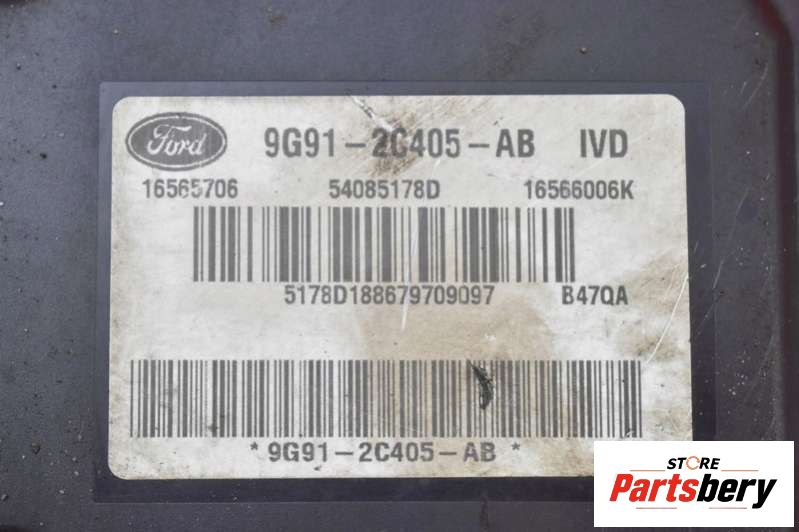 Ford 9G91-2C405-AB IVD
16565706 54085178D 16566006K
5178D188679709097 B47QA
* 9G91-2C405-AB *
STORE
Partsbery